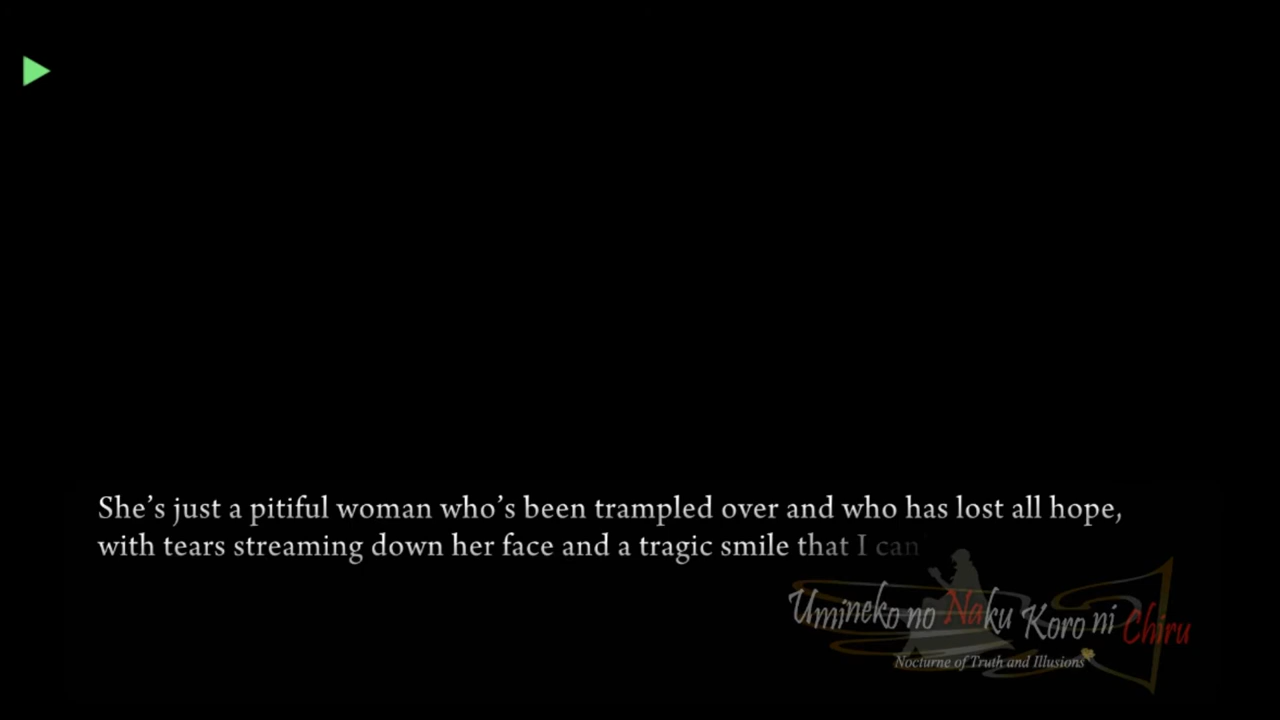 She’s just a pitiful woman who’s been trampled over and who has lost all hope,
with tears streaming down her face and a tragic smile that I can
Umineko no Naku Koro ni Chiru
Nocturne of Truth and Illusions